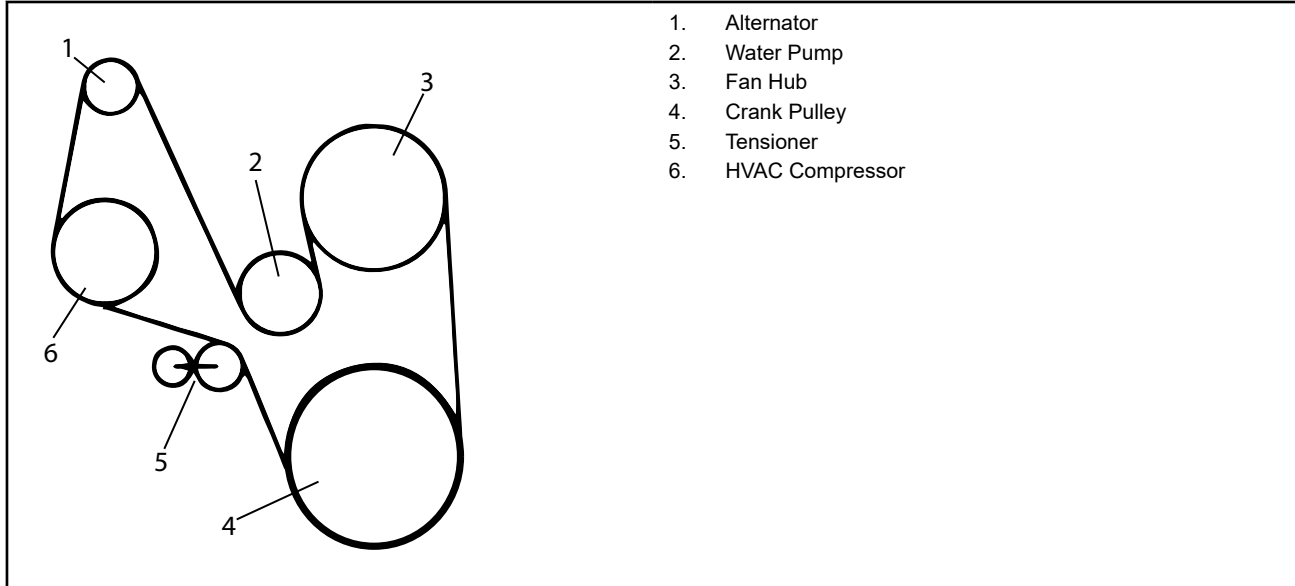 1
2
3
4
5
6
1. Alternator
2. Water Pump
3. Fan Hub
4. Crank Pulley
5. Tensioner
6. HVAC Compressor